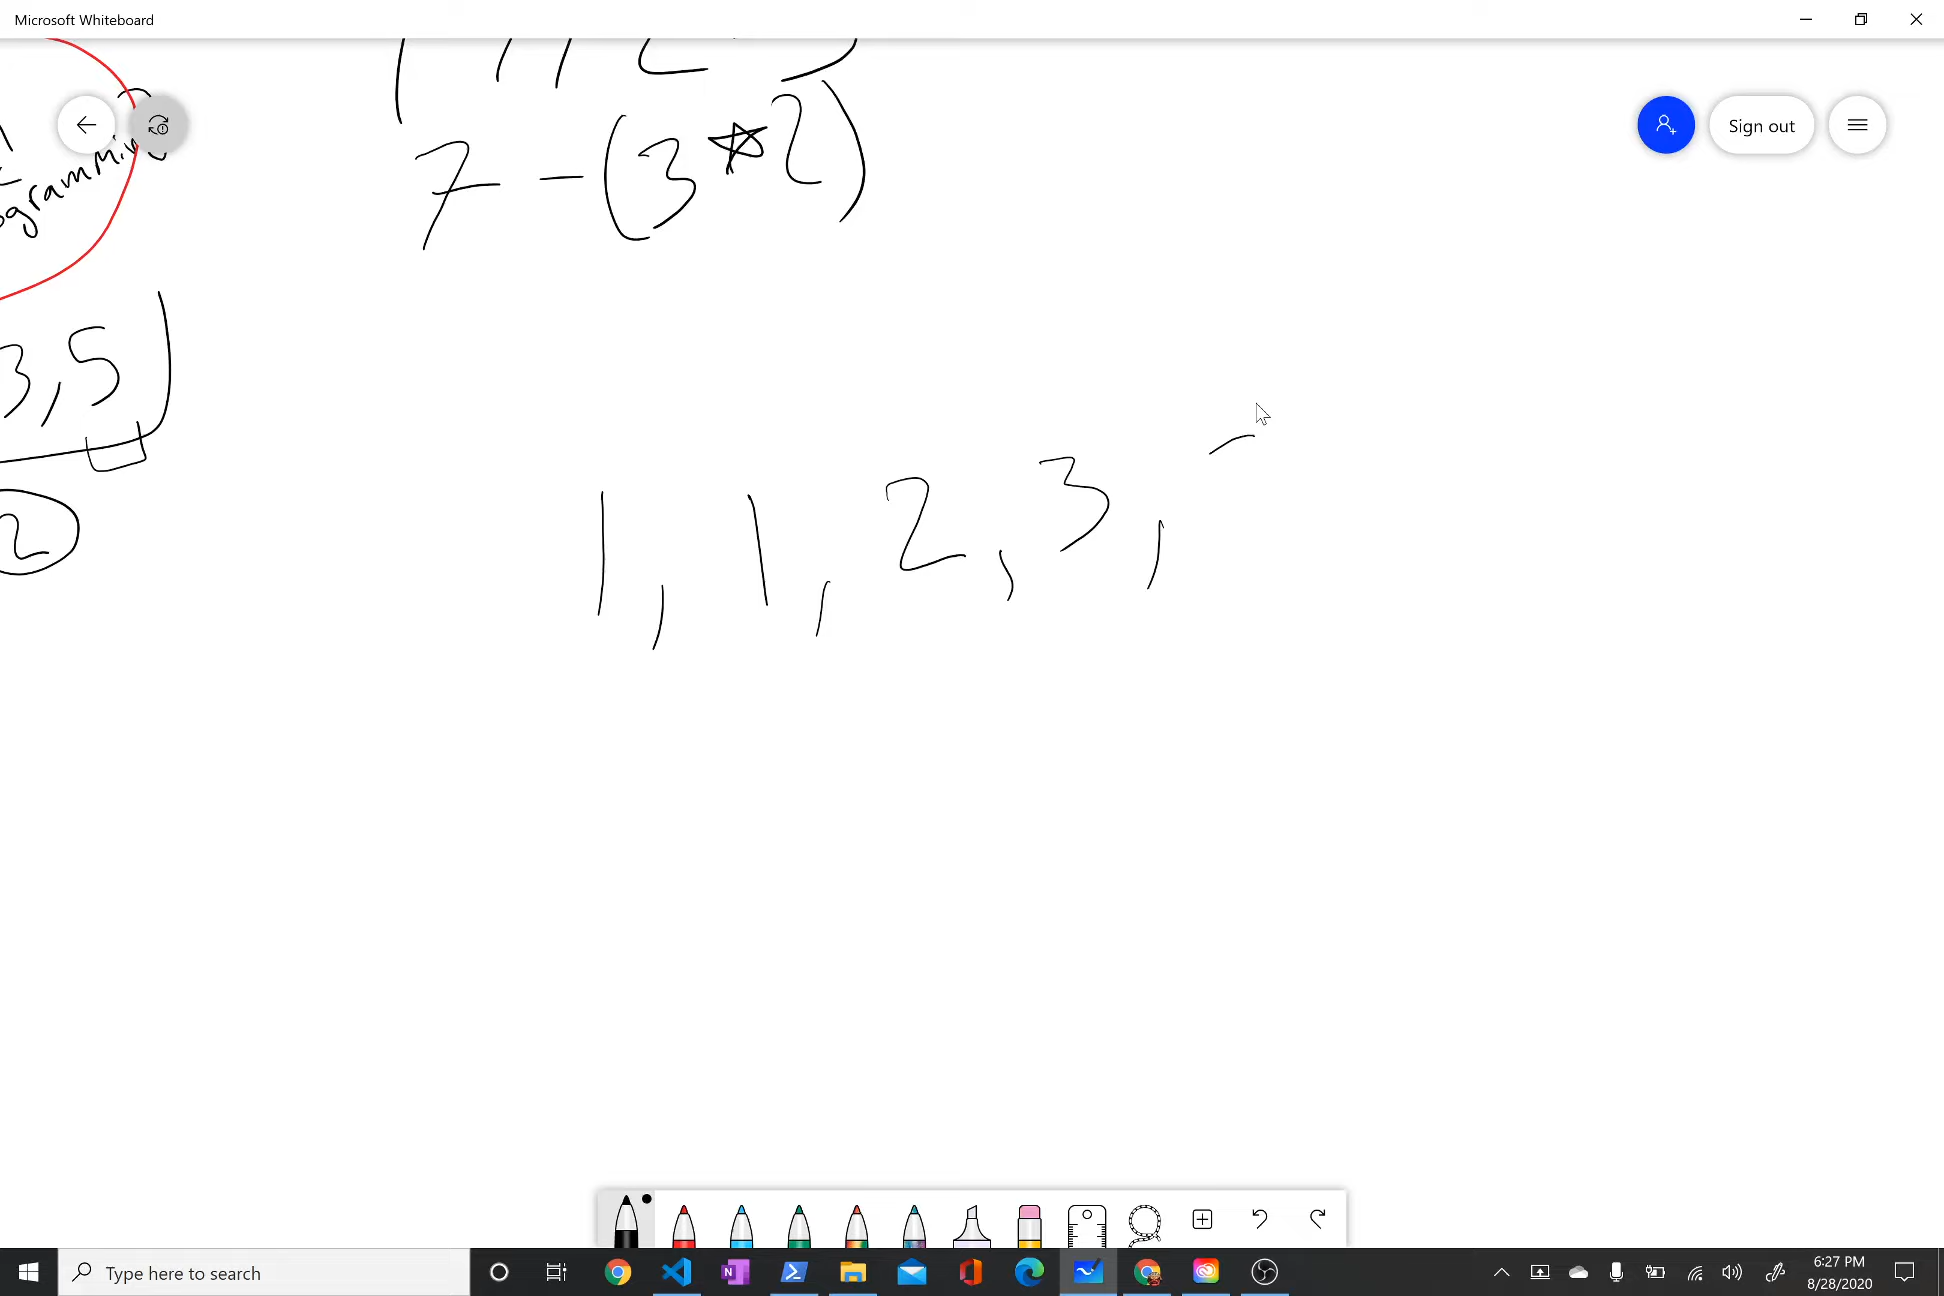 Microsoft Whiteboard
Sign out
7 - (3 * 2)
3,5
2
1, 1, 2, 3,
Type here to search
6:27 PM
8/28/2020